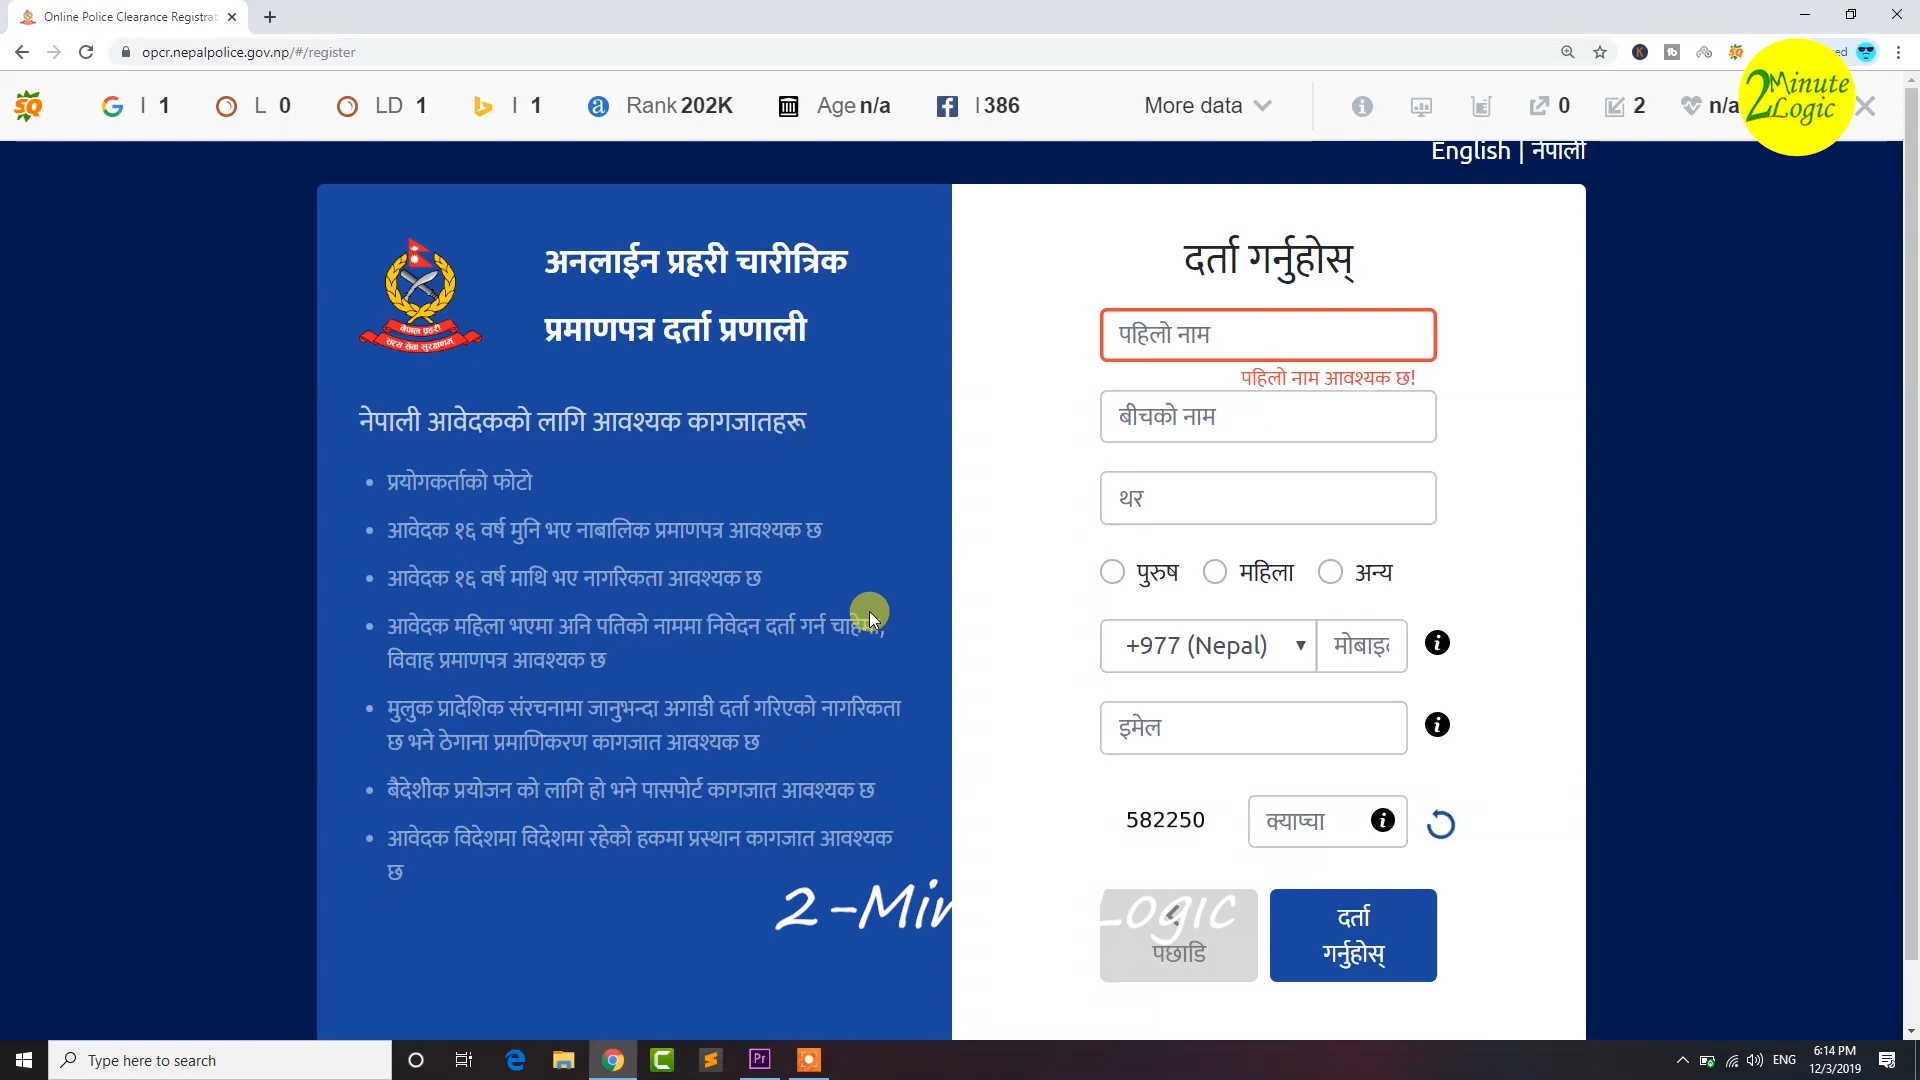 Online Police Clearance Registrat
opcr.nepalpolice.gov.np/#/register
I 1
L 0
LD 1
I 1
Rank 202K
Age n/a
I 386
More data
0
2
n/a
2 Minute
Logic
English | नेपाली
अनलाईन प्रहरी चारीत्रिक
प्रमाणपत्र दर्ता प्रणाली
नेपाल प्रहरी
सत्य सेवा सुरक्षणम्
नेपाली आवेदकको लागि आवश्यक कागजातहरू
प्रयोगकर्ताको फोटो
आवेदक १६ वर्ष मुनि भए नाबालिक प्रमाणपत्र आवश्यक छ
आवेदक १६ वर्ष माथि भए नागरिकता आवश्यक छ
आवेदक महिला भएमा अनि पतिको नाममा निवेदन दर्ता गर्न चाहेमा,
विवाह प्रमाणपत्र आवश्यक छ
मुलुक प्रादेशिक संरचनामा जानुभन्दा अगाडी दर्ता गरिएको नागरिकता
छ भने ठेगाना प्रमाणिकरण कागजात आवश्यक छ
बैदेशीक प्रयोजन को लागि हो भने पासपोर्ट कागजात आवश्यक छ
आवेदक विदेशमा विदेशमा रहेको हकमा प्रस्थान कागजात आवश्यक
छ
दर्ता गर्नुहोस्
पहिलो नाम
पहिलो नाम आवश्यक छ!
बीचको नाम
थर
पुरुष महिला अन्य
+977 (Nepal)
मोबाइल
इमेल
582250
क्याप्चा
2-Min Logic
पछाडि
दर्ता
गर्नुहोस्
Type here to search
Pr
ENG
6:14 PM
12/3/2019